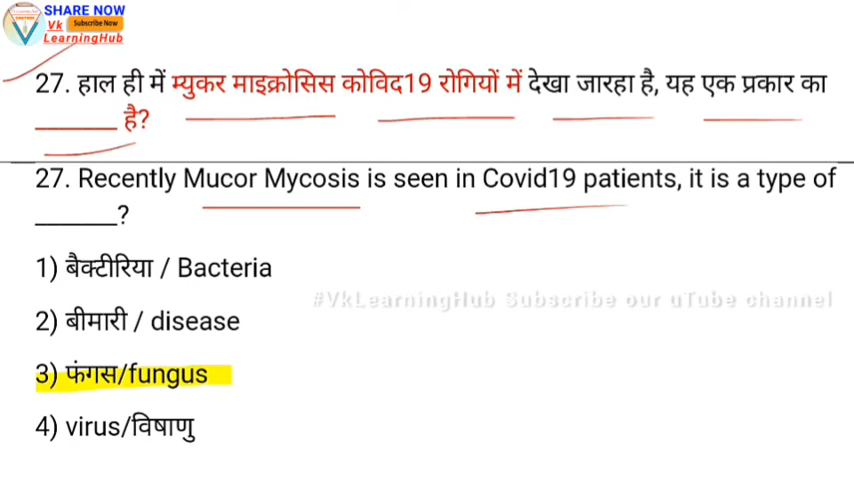 SHARE NOW
Vk Subscribe Now
LearningHub
27. हाल ही में म्युकर माइक्रोसिस कोविद19 रोगियों में देखा जारहा है, यह एक प्रकार का
______ है?
27. Recently Mucor Mycosis is seen in Covid19 patients, it is a type of
______?
1) बैक्टीरिया / Bacteria
#VkLearningHub Subscribe our uTube channel
2) बीमारी / disease
3) फंगस/fungus
4) virus/विषाणु